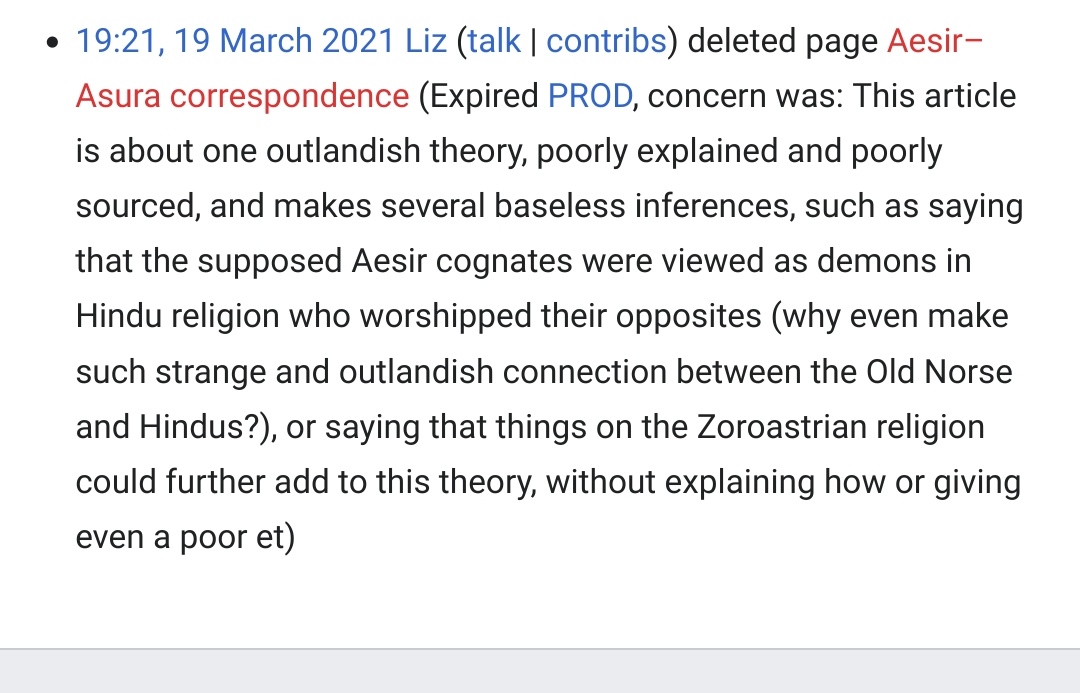 • 19:21, 19 March 2021 Liz (talk | contribs) deleted page Aesir–
Asura correspondence (Expired PROD, concern was: This article
is about one outlandish theory, poorly explained and poorly
sourced, and makes several baseless inferences, such as saying
that the supposed Aesir cognates were viewed as demons in
Hindu religion who worshipped their opposites (why even make
such strange and outlandish connection between the Old Norse
and Hindus?), or saying that things on the Zoroastrian religion
could further add to this theory, without explaining how or giving
even a poor et)